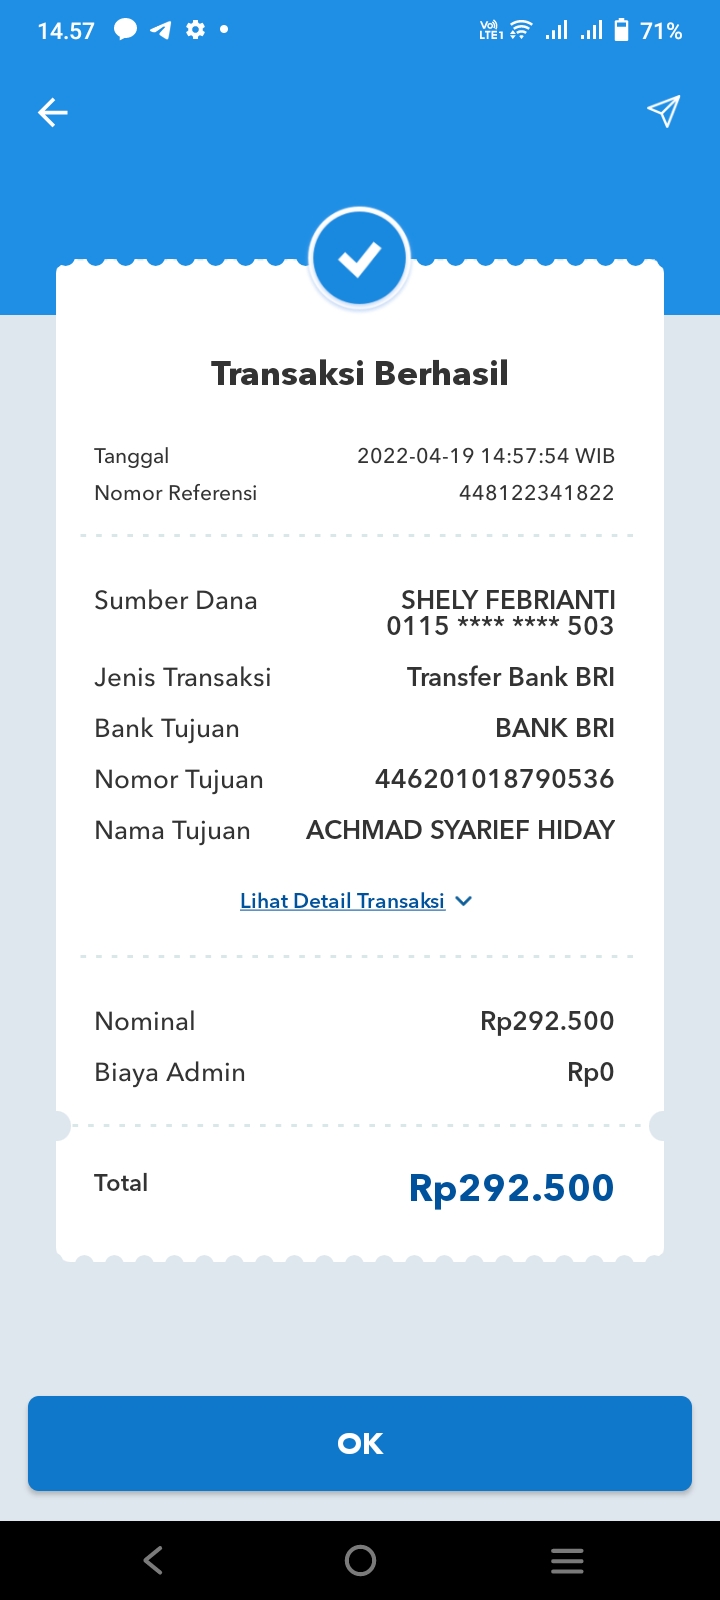 14.57
Vo))
LTE1
71%
Transaksi Berhasil
Tanggal 2022-04-19 14:57:54 WIB
Nomor Referensi 448122341822
Sumber Dana SHELY FEBRIANTI
0115 **** **** 503
Jenis Transaksi Transfer Bank BRI
Bank Tujuan BANK BRI
Nomor Tujuan 446201018790536
Nama Tujuan ACHMAD SYARIEF HIDAY
Lihat Detail Transaksi
Nominal Rp292.500
Biaya Admin Rp0
Total Rp292.500
OK